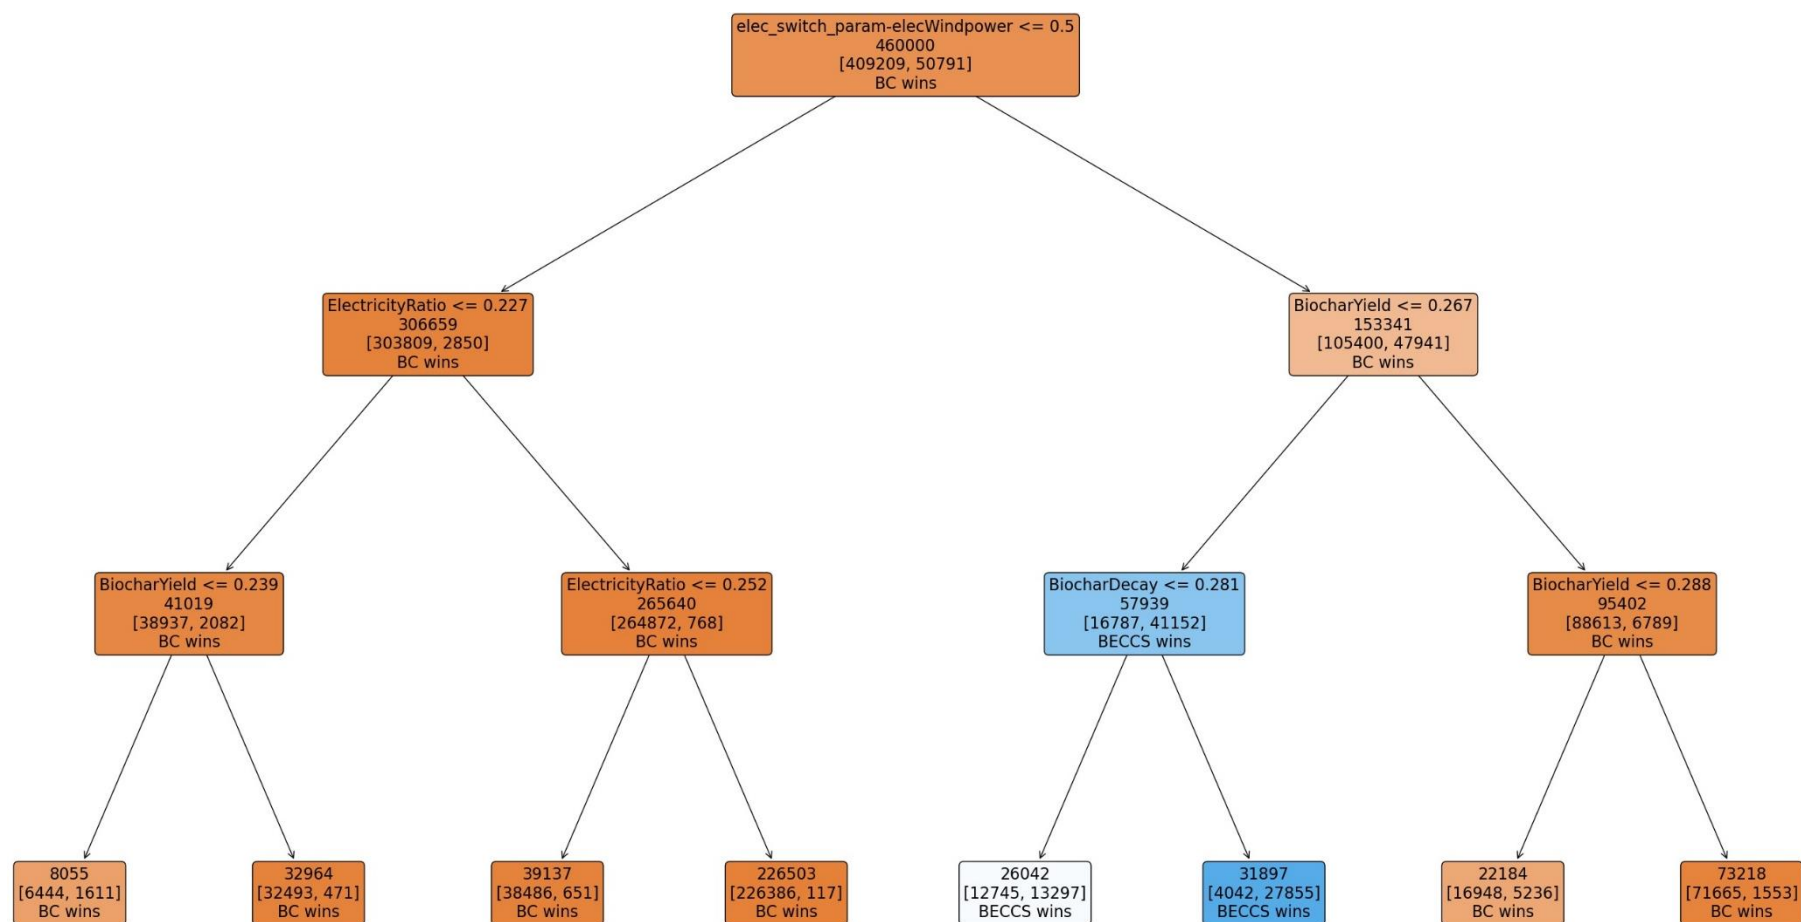 elec_switch_param-elecWindpower <= 0.5
460000
[409209, 50791]
BC wins
ElectricityRatio <= 0.227
306659
[303809, 2850]
BC wins
BiocharYield <= 0.267
153341
[105400, 47941]
BC wins
BiocharYield <= 0.239
41019
[38937, 2082]
BC wins
ElectricityRatio <= 0.252
265640
[264872, 768]
BC wins
BiocharDecay <= 0.281
57939
[16787, 41152]
BECCS wins
BiocharYield <= 0.288
95402
[88613, 6789]
BC wins
8055
[6444, 1611]
BC wins
32964
[32493, 471]
BC wins
39137
[38486, 651]
BC wins
226503
[226386, 117]
BC wins
26042
[12745, 13297]
BECCS wins
31897
[4042, 27855]
BECCS wins
22184
[16948, 5236]
BC wins
73218
[71665, 1553]
BC wins